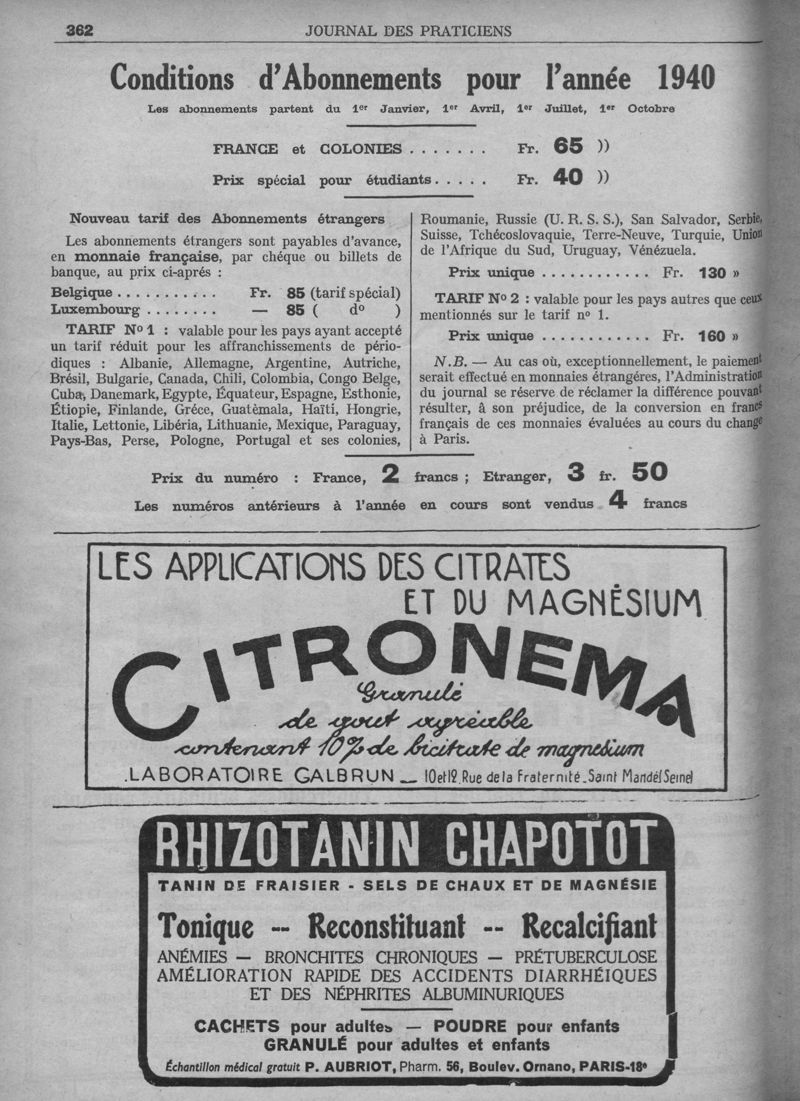 362
JOURNAL DES PRATICIENS
Conditions d'Abonnements pour l'année 1940
Les abonnements partent du 1er Janvier, 1er Avril, 1er Juillet, 1er Octobre
FRANCE et COLONIES . . . . . . . Fr. 65 »
Prix spécial pour étudiants . . . . . Fr. 40 »
Nouveau tarif des Abonnements étrangers
Les abonnements étrangers sont payables d'avance,
en monnaie française, par chéque ou billets de
banque, au prix ci-aprés :
Belgique . . . . . . . . . . . Fr. 85 (tarif spécial)
Luxembourg . . . . . . . . — 85 ( do )
TARIF No 1 : valable pour les pays ayant accepté
un tarif réduit pour les affranchissements de pério-
diques : Albanie, Allemagne, Argentine, Autriche,
Brésil, Bulgarie, Canada, Chili, Colombia, Congo Belge,
Cuba, Danemark, Egypte, Équateur, Espagne, Esthonie,
Étiopie, Finlande, Gréce, Guatèmala, Haïti, Hongrie,
Italie, Lettonie, Libéria, Lithuanie, Mexique, Paraguay,
Pays-Bas, Perse, Pologne, Portugal et ses colonies,
Roumanie, Russie (U. R. S. S.), San Salvador, Serbie,
Suisse, Tchécoslovaquie, Terre-Neuve, Turquie, Union
de l'Afrique du Sud, Uruguay, Vénézuela.
Prix unique . . . . . . . . . . . . Fr. 130 »
TARIF No 2 : valable pour les pays autres que ceux
mentionnés sur le tarif no 1.
Prix unique . . . . . . . . . . . . Fr. 160 »
N.B. — Au cas où, exceptionnellement, le paiement
serait effectué en monnaies étrangéres, l'Administration
du journal se réserve de réclamer la différence pouvant
résulter, à son préjudice, de la conversion en francs
français de ces monnaies évaluées au cours du change
à Paris.
Prix du numéro : France, 2 francs ; Etranger, 3 fr. 50
Les numéros antérieurs à l'année en cours sont vendus 4 francs
LES APPLICATIONS DES CITRATES
ET DU MAGNÉSIUM
CITRONEMA
Granulé
de gout agréable
contenant 10% de bicitrate de magnesium
.LABORATOIRE GALBRUN _ 10 et 12. Rue de la Fraternité _ Saint Mandé (Seine)
RHIZOTANIN CHAPOTOT
TANIN DE FRAISIER - SELS DE CHAUX ET DE MAGNÉSIE
Tonique -- Reconstituant -- Recalcifiant
ANÉMIES — BRONCHITES CHRONIQUES — PRÉTUBERCULOSE
AMÉLIORATION RAPIDE DES ACCIDENTS DIARRHÉIQUES
ET DES NÉPHRITES ALBUMINURIQUES
CACHETS pour adultes — POUDRE pour enfants
GRANULÉ pour adultes et enfants
Échantillon médical gratuit P. AUBRIOT, Pharm. 56, Boulev. Ornano, PARIS-18e